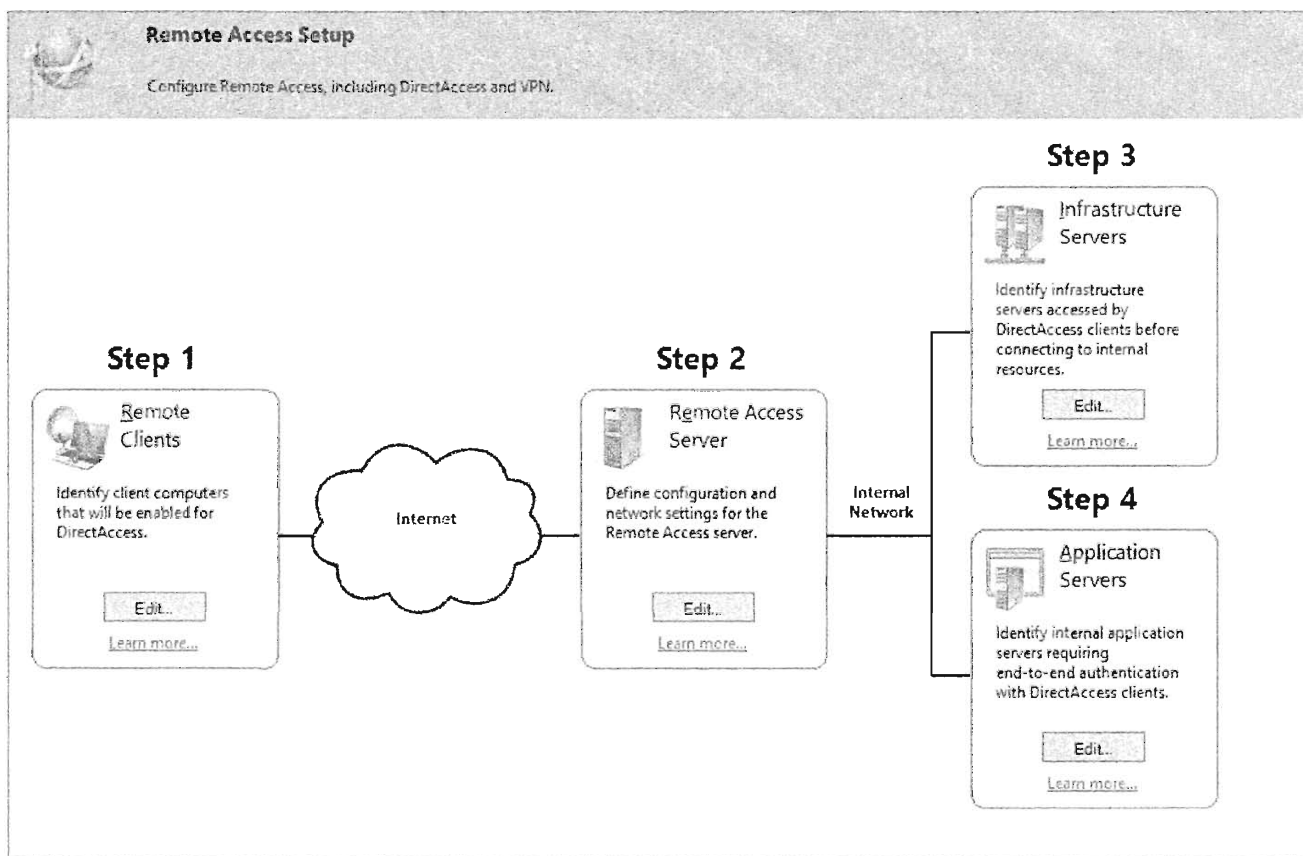 Remote Access Setup
Configure Remote Access, including DirectAccess and VPN.
Step 1
Remote
Clients
Identify client computers
that will be enabled for
DirectAccess.
Edit...
Learn more...
Internet
Step 2
Remote Access
Server
Define configuration and
network settings for the
Remote Access server.
Edit...
Learn more...
Internal
Network
Step 3
Infrastructure
Servers
Identify infrastructure
servers accessed by
DirectAccess clients before
connecting to internal
resources.
Edit...
Learn more...
Step 4
Application
Servers
Identify internal application
servers requiring
end-to-end authentication
with DirectAccess clients.
Edit...
Learn more...